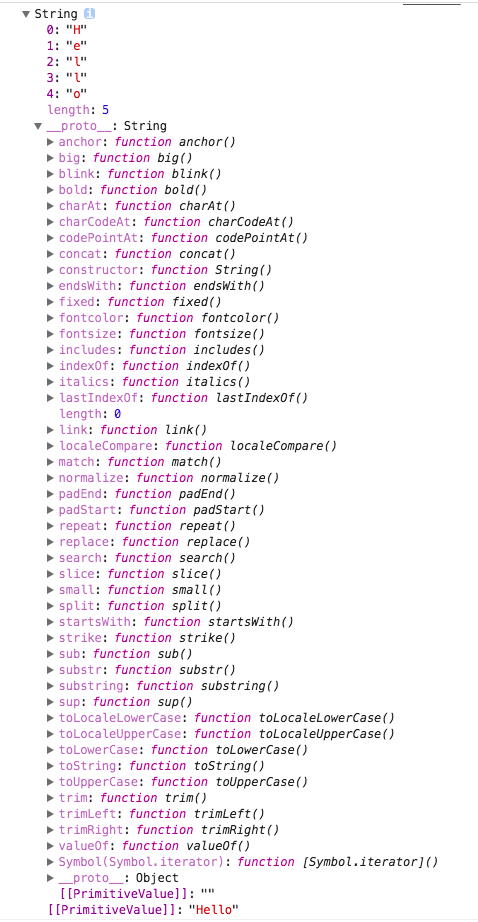 String i
0: "H"
1: "e"
2: "l"
3: "l"
4: "o"
length: 5
__proto__: String
anchor: function anchor()
big: function big()
blink: function blink()
bold: function bold()
charAt: function charAt()
charCodeAt: function charCodeAt()
codePointAt: function codePointAt()
concat: function concat()
constructor: function String()
endsWith: function endsWith()
fixed: function fixed()
fontcolor: function fontcolor()
fontsize: function fontsize()
includes: function includes()
indexOf: function indexOf()
italics: function italics()
lastIndexOf: function lastIndexOf()
length: 0
link: function link()
localeCompare: function localeCompare()
match: function match()
normalize: function normalize()
padEnd: function padEnd()
padStart: function padStart()
repeat: function repeat()
replace: function replace()
search: function search()
slice: function slice()
small: function small()
split: function split()
startsWith: function startsWith()
strike: function strike()
sub: function sub()
substr: function substr()
substring: function substring()
sup: function sup()
toLocaleLowerCase: function toLocaleLowerCase()
toLocaleUpperCase: function toLocaleUpperCase()
toLowerCase: function toLowerCase()
toString: function toString()
toUpperCase: function toUpperCase()
trim: function trim()
trimLeft: function trimLeft()
trimRight: function trimRight()
valueOf: function valueOf()
Symbol(Symbol.iterator): function [Symbol.iterator]()
__proto__: Object
[[PrimitiveValue]]: ""
[[PrimitiveValue]]: "Hello"